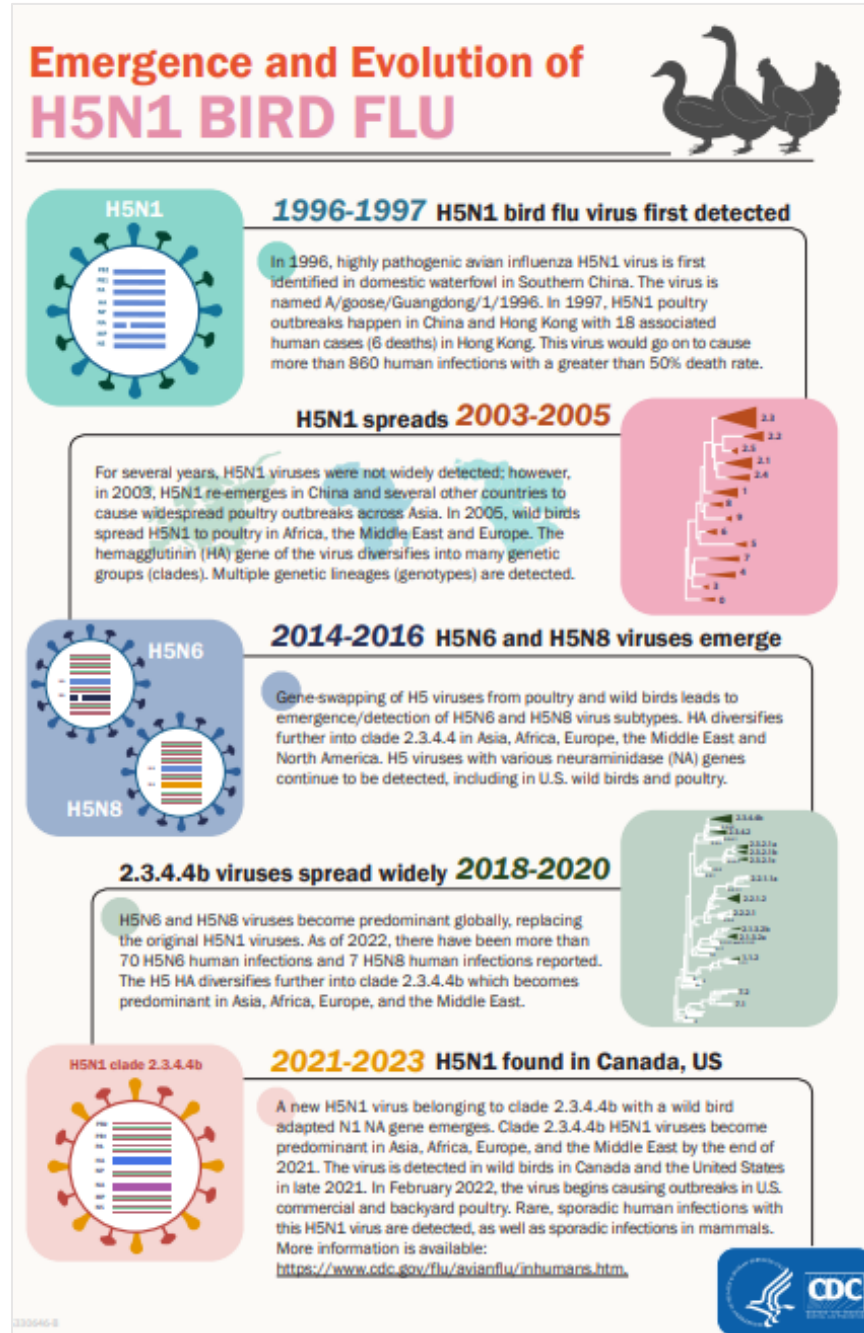 Emergence and Evolution of
H5N1 BIRD FLU
H5N1
1996-1997 H5N1 bird flu virus first detected
In 1996, highly pathogenic avian influenza H5N1 virus is first
identified in domestic waterfowl in Southern China. The virus is
named A/goose/Guangdong/1/1996. In 1997, H5N1 poultry
outbreaks happen in China and Hong Kong with 18 associated
human cases (6 deaths) in Hong Kong. This virus would go on to cause
more than 860 human infections with a greater than 50% death rate.
H5N1 spreads 2003-2005
For several years, H5N1 viruses were not widely detected; however,
in 2003, H5N1 re-emerges in China and several other countries to
cause widespread poultry outbreaks across Asia. In 2005, wild birds
spread H5N1 to poultry in Africa, the Middle East and Europe. The
hemagglutinin (HA) gene of the virus diversifies into many genetic
groups (clades). Multiple genetic lineages (genotypes) are detected.
2.3
2.2
2.5
2.1
2.4
1
8
9
6
5
7
4
3
0
H5N6
H5N8
2014-2016 H5N6 and H5N8 viruses emerge
Gene-swapping of H5 viruses from poultry and wild birds leads to
emergence/detection of H5N6 and H5N8 virus subtypes. HA diversifies
further into clade 2.3.4.4 in Asia, Africa, Europe, the Middle East and
North America. H5 viruses with various neuraminidase (NA) genes
continue to be detected, including in U.S. wild birds and poultry.
2.3.4.4b viruses spread widely 2018-2020
H5N6 and H5N8 viruses become predominant globally, replacing
the original H5N1 viruses. As of 2022, there have been more than
70 H5N6 human infections and 7 H5N8 human infections reported.
The H5 HA diversifies further into clade 2.3.4.4b which becomes
predominant in Asia, Africa, Europe, and the Middle East.
2.3.4.4b
H5N1 clade 2.3.4.4b
2021-2023 H5N1 found in Canada, US
A new H5N1 virus belonging to clade 2.3.4.4b with a wild bird
adapted N1 NA gene emerges. Clade 2.3.4.4b H5N1 viruses become
predominant in Asia, Africa, Europe, and the Middle East by the end of
2021. The virus is detected in wild birds in Canada and the United States
in late 2021. In February 2022, the virus begins causing outbreaks in U.S.
commercial and backyard poultry. Rare, sporadic human infections with
this H5N1 virus are detected, as well as sporadic infections in mammals.
More information is available:
https://www.cdc.gov/flu/avianflu/inhumans.htm.
CDC